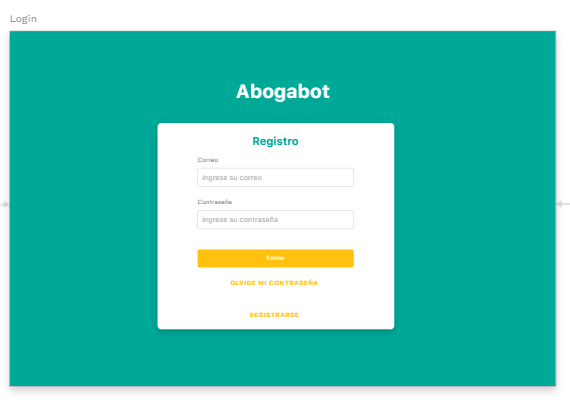 Login
Abogabot
Registro
Correo
Ingrese su correo
Contraseña
Ingrese su contraseña
Entrar
OLVIDE MI CONTRASEÑA
REGISTRARSE